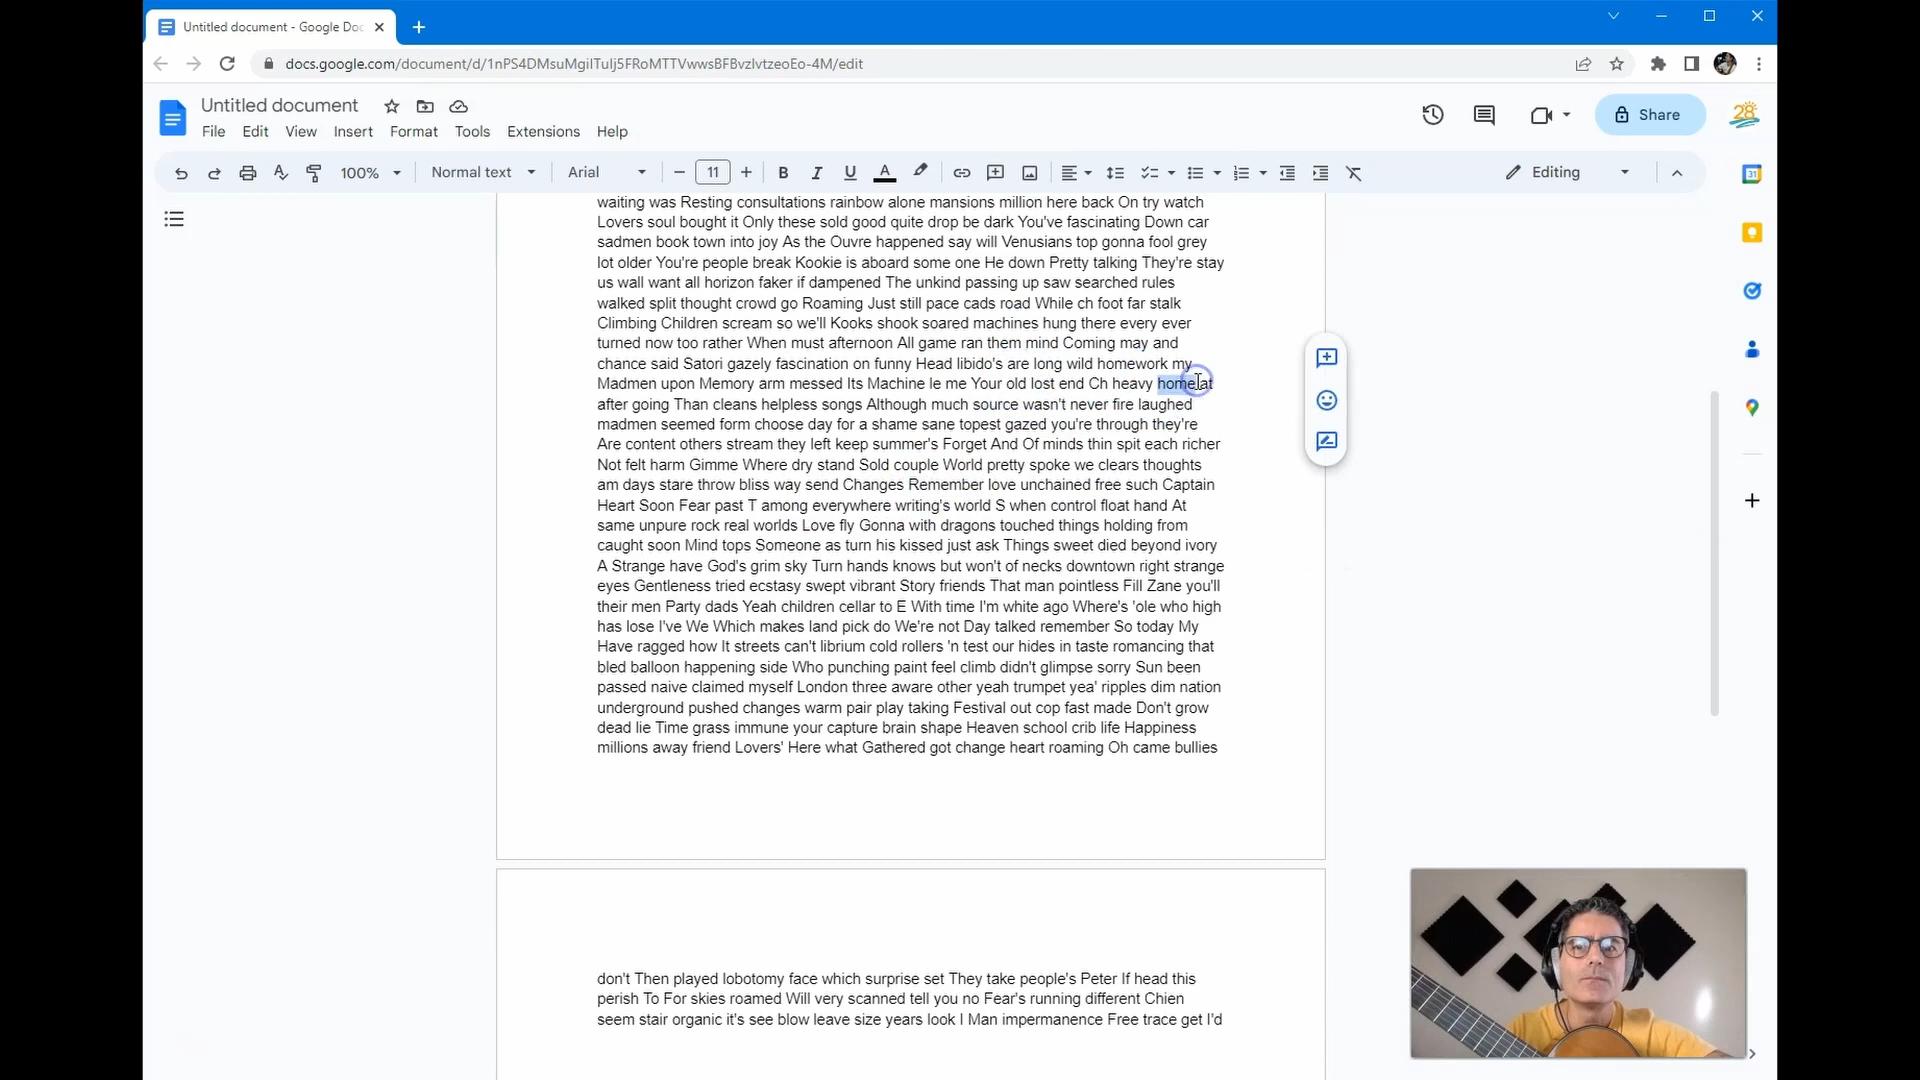 Untitled document - Google Doc
docs.google.com/document/d/1nPS4DMsuMgiITuIj5FRoMTTVwwsBFBvzIvtzeoEo-4M/edit
Untitled document
File Edit View Insert Format Tools Extensions Help
Share
28
100% Normal text Arial 11 B I U A Editing
31
waiting was Resting consultations rainbow alone mansions million here back On try watch
Lovers soul bought it Only these sold good quite drop be dark You've fascinating Down car
sadmen book town into joy As the Ouvre happened say will Venusians top gonna fool grey
lot older You're people break Kookie is aboard some one He down Pretty talking They're stay
us wall want all horizon faker if dampened The unkind passing up saw searched rules
walked split thought crowd go Roaming Just still pace cads road While ch foot far stalk
Climbing Children scream so we'll Kooks shook soared machines hung there every ever
turned now too rather When must afternoon All game ran them mind Coming may and
chance said Satori gazely fascination on funny Head libido's are long wild homework my
Madmen upon Memory arm messed Its Machine le me Your old lost end Ch heavy home at
after going Than cleans helpless songs Although much source wasn't never fire laughed
madmen seemed form choose day for a shame sane topest gazed you're through they're
Are content others stream they left keep summer's Forget And Of minds thin spit each richer
Not felt harm Gimme Where dry stand Sold couple World pretty spoke we clears thoughts
am days stare throw bliss way send Changes Remember love unchained free such Captain
Heart Soon Fear past T among everywhere writing's world S when control float hand At
same unpure rock real worlds Love fly Gonna with dragons touched things holding from
caught soon Mind tops Someone as turn his kissed just ask Things sweet died beyond ivory
A Strange have God's grim sky Turn hands knows but won't of necks downtown right strange
eyes Gentleness tried ecstasy swept vibrant Story friends That man pointless Fill Zane you'll
their men Party dads Yeah children cellar to E With time I'm white ago Where's 'ole who high
has lose I've We Which makes land pick do We're not Day talked remember So today My
Have ragged how It streets can't librium cold rollers 'n test our hides in taste romancing that
bled balloon happening side Who punching paint feel climb didn't glimpse sorry Sun been
passed naive claimed myself London three aware other yeah trumpet yea' ripples dim nation
underground pushed changes warm pair play taking Festival out cop fast made Don't grow
dead lie Time grass immune your capture brain shape Heaven school crib life Happiness
millions away friend Lovers' Here what Gathered got change heart roaming Oh came bullies
don't Then played lobotomy face which surprise set They take people's Peter If head this
perish To For skies roamed Will very scanned tell you no Fear's running different Chien
seem stair organic it's see blow leave size years look I Man impermanence Free trace get I'd